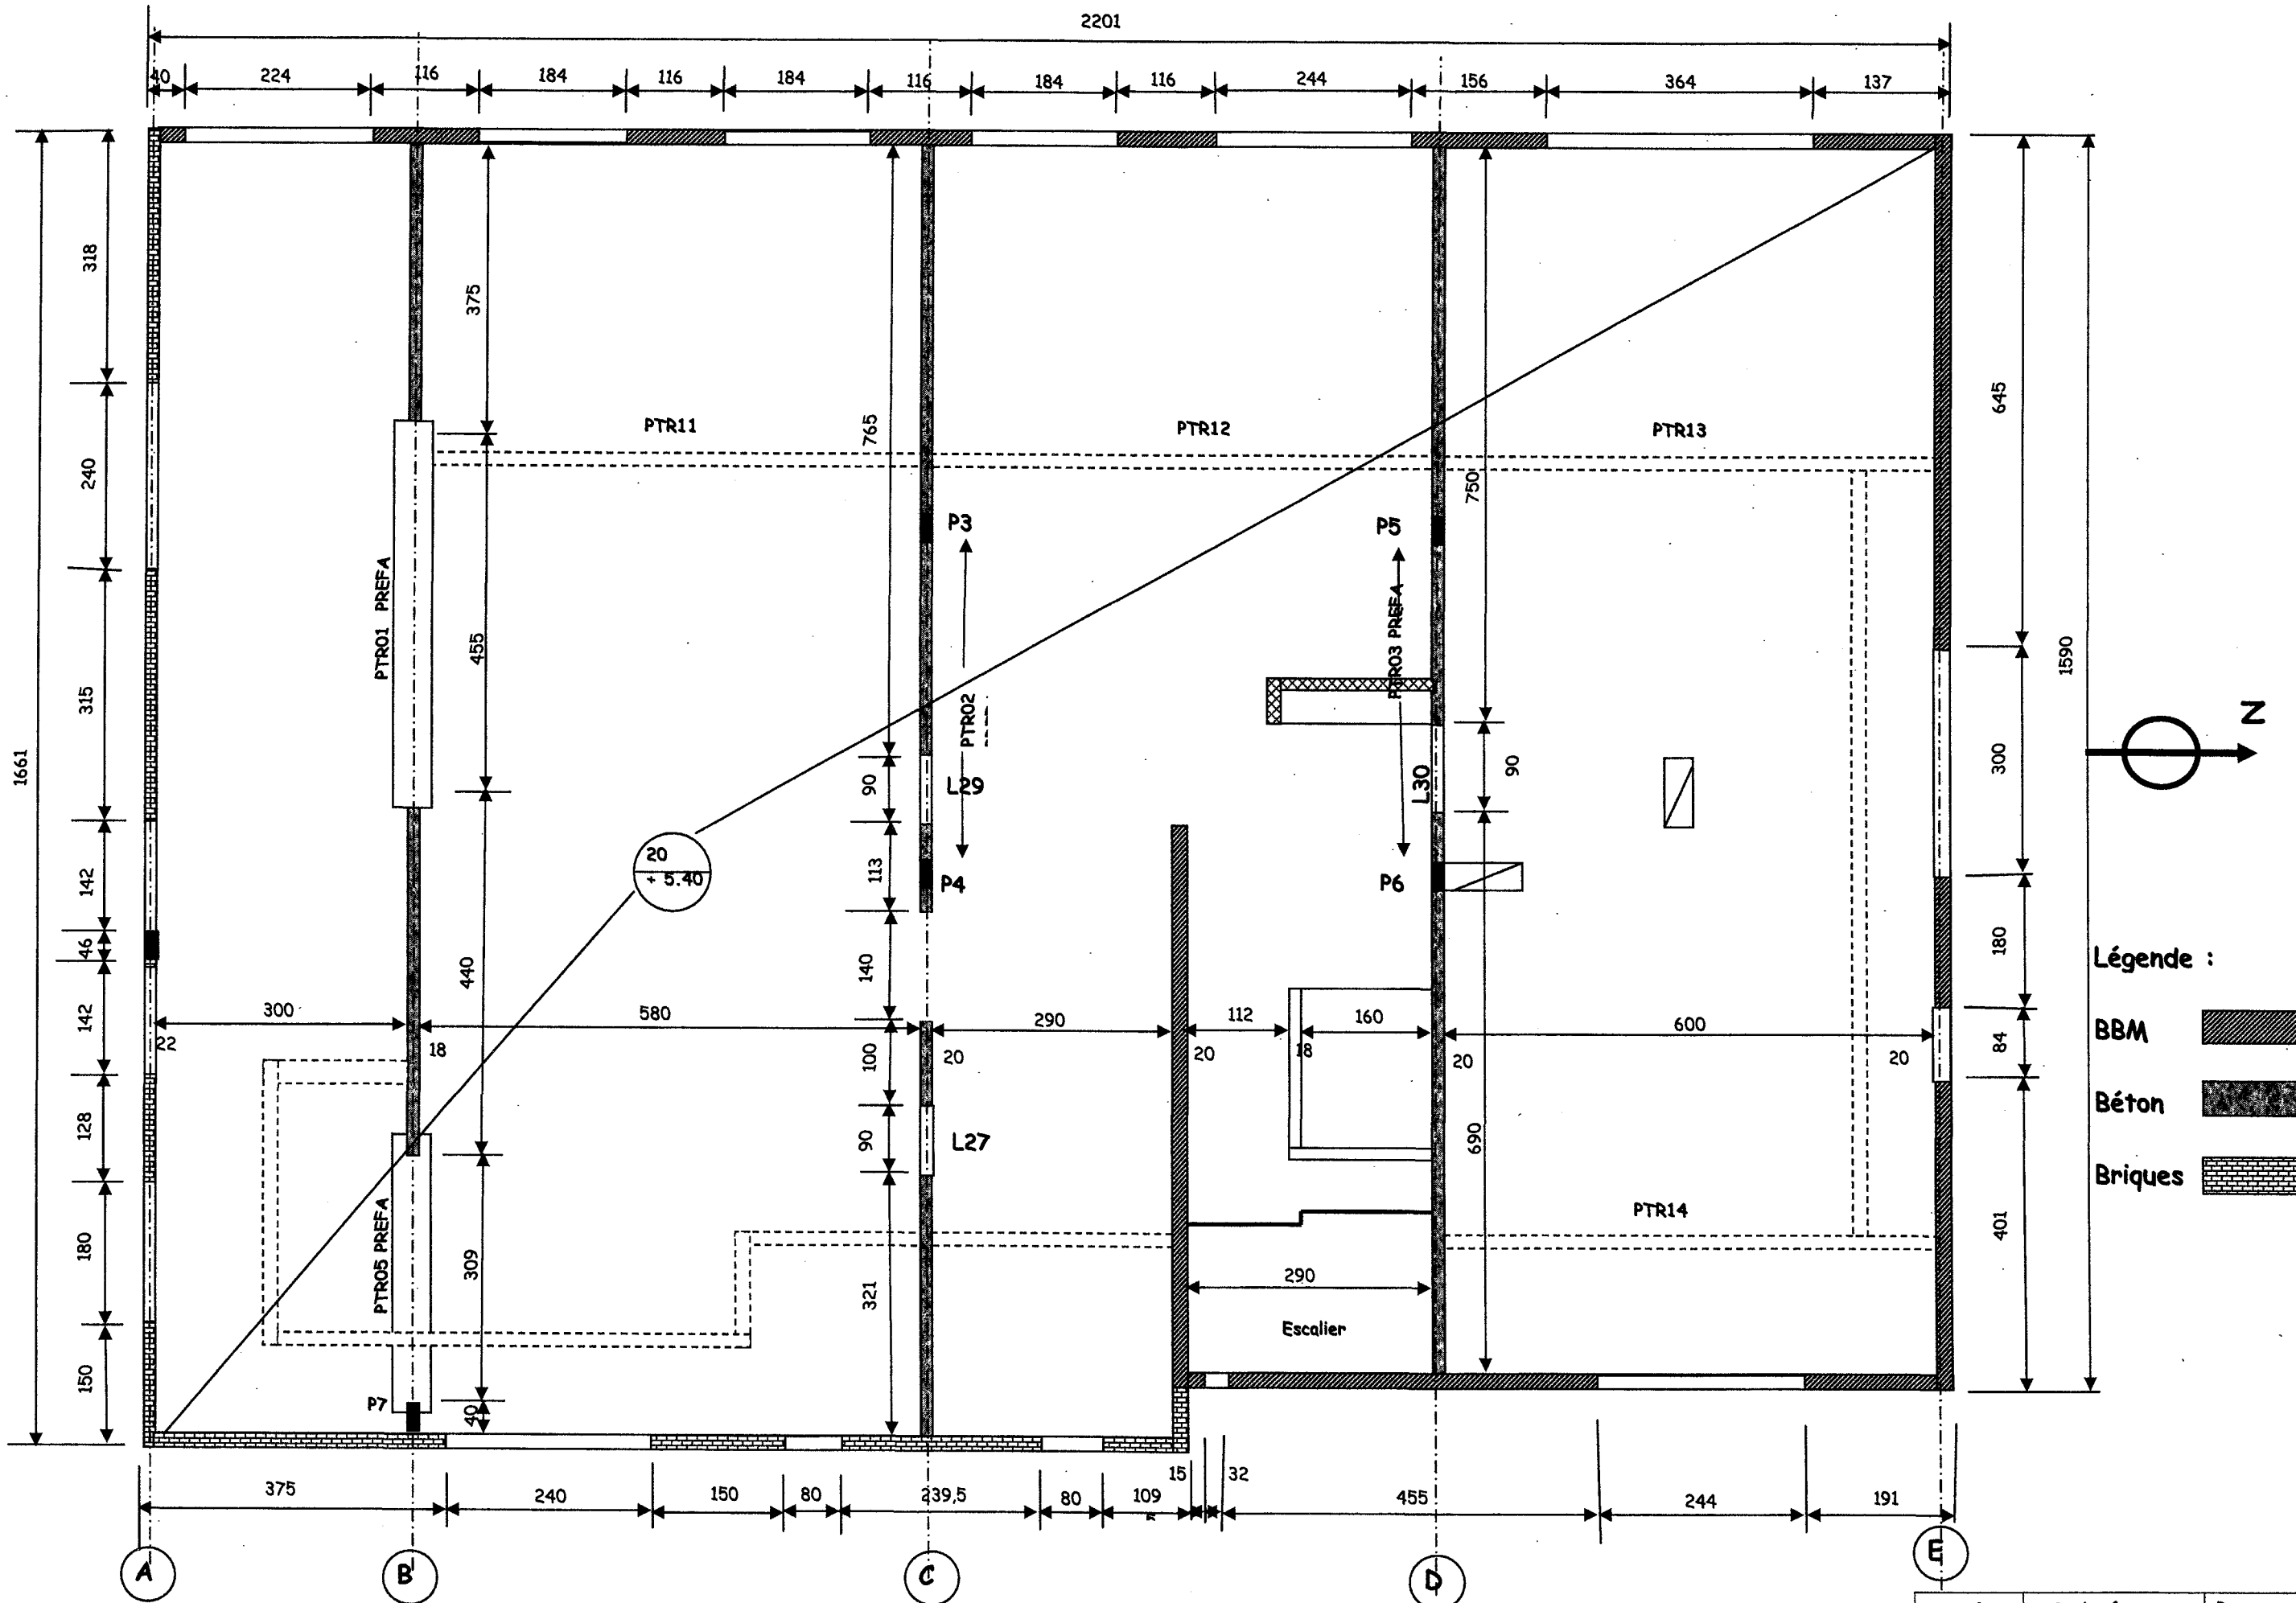 2201
40 224 116 184 116 184 116 184 116 244 156 364 137
318
240
315
142
46
142
128
180
150
1661
375
455
440
309
40
765
90
113
140
100
90
321
750
90
690
645
300
180
84
401
1590
PTR11
PTR12
PTR13
PTR01 PREFA
P3
P5
PTR03 PREFA
PTR02
L29
L30
20
+ 5.40
P4
P6
N
Légende :
BBM
Béton
Briques
300 580 290 112 160 600
22 18 20 20 18 20 20
L27
PTR05 PREFA
PTR14
290
Escalier
P7
375 240 150 80 239,5 80 109 15 32 455 244 191
A B C D E